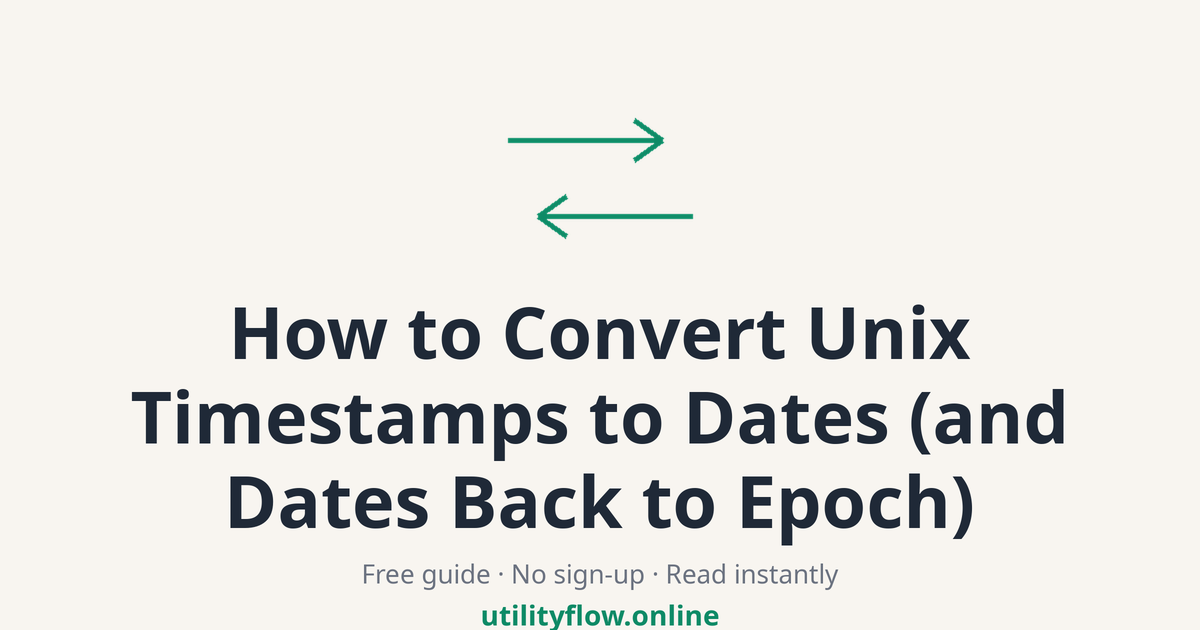 How to Convert Unix
Timestamps to Dates (and
Dates Back to Epoch)
Free guide · No sign-up · Read instantly
utilityflow.online